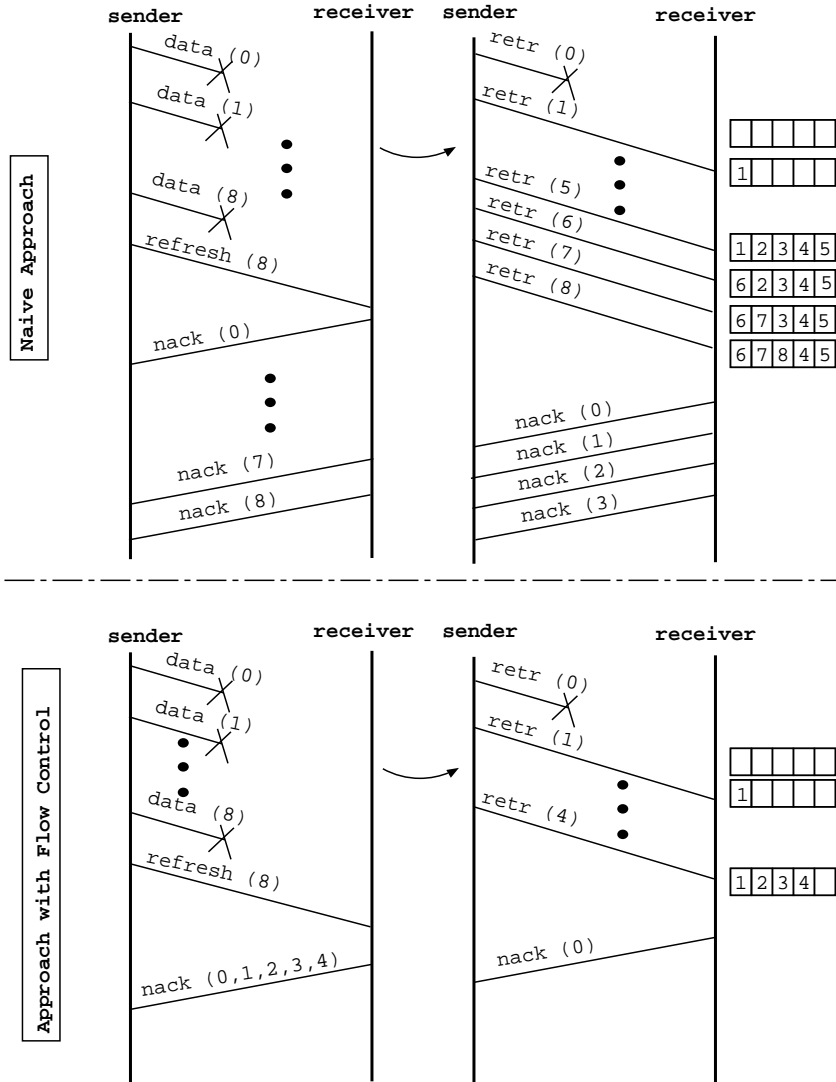 sender
receiver
sender
receiver
Naive Approach
data (0)
data (1)
data (8)
refresh (8)
nack (0)
nack (7)
nack (8)
retr (0)
retr (1)
retr (5)
retr (6)
retr (7)
retr (8)
nack (0)
nack (1)
nack (2)
nack (3)
1
1 2 3 4 5
6 2 3 4 5
6 7 3 4 5
6 7 8 4 5
sender
receiver
sender
receiver
Approach with Flow Control
data (0)
data (1)
data (8)
refresh (8)
nack (0,1,2,3,4)
retr (0)
retr (1)
retr (4)
nack (0)
1
1 2 3 4